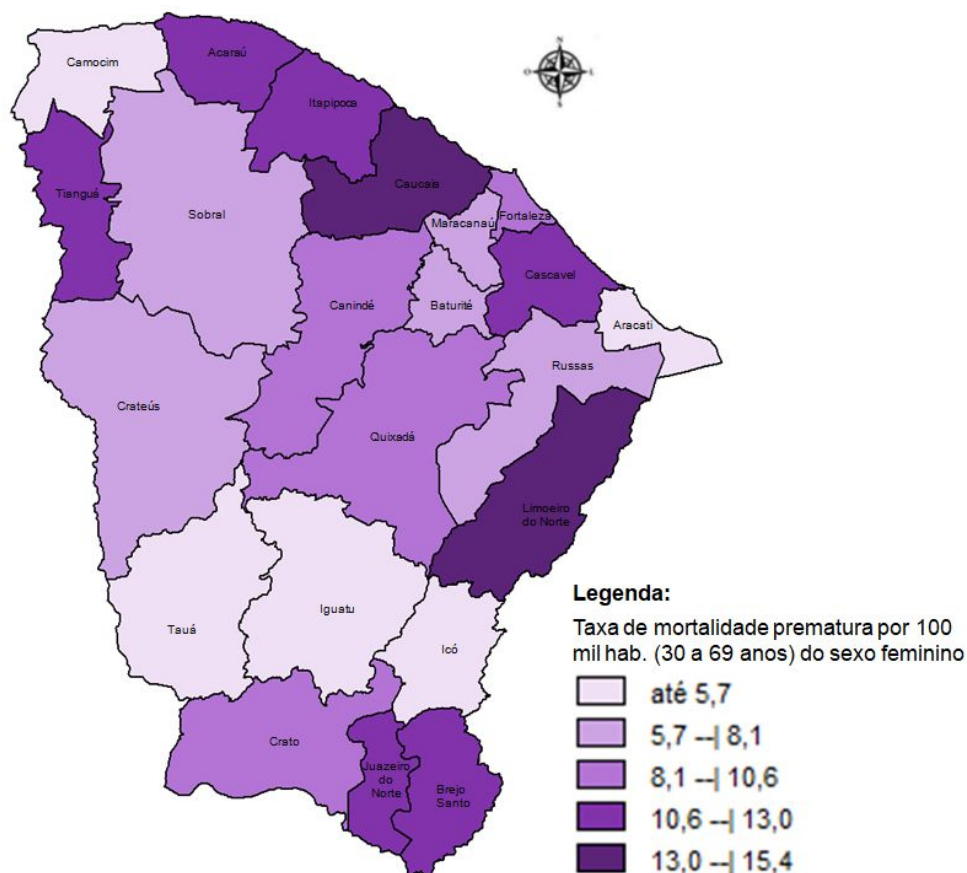 Camocim
Acaraú
Itapipoca
Tianguá
Sobral
Caucaia
Maracanaú
Fortaleza
Cascavel
Canindé
Baturité
Aracati
Russas
Crateús
Quixadá
Limoeiro
do Norte
Tauá
Iguatu
Icó
Crato
Juazeiro
do
Norte
Brejo
Santo
N
O
L
S
Legenda:
Taxa de mortalidade prematura por 100
mil hab. (30 a 69 anos) do sexo feminino
até 5,7
5,7 --| 8,1
8,1 --| 10,6
10,6 --| 13,0
13,0 --| 15,4